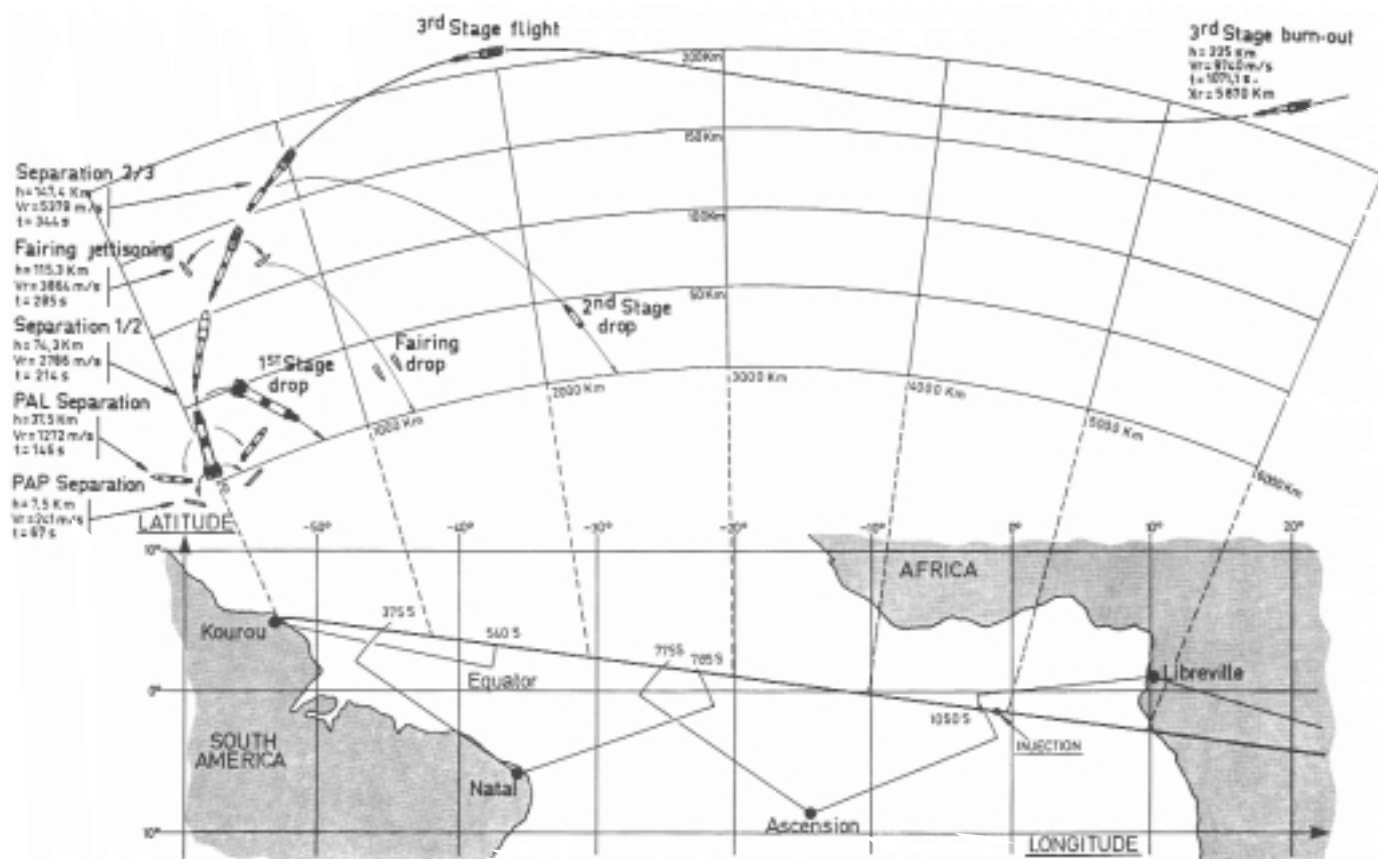 3rd Stage flight
3rd Stage burn-out
h = 225 Km
Vr = 9740 m/s
t = 1071,1 s.
Xr = 5870 Km
200 Km
150 Km
100 Km
50 Km
Separation 2/3
h = 147,4 Km
Vr = 5378 m/s
t = 344 s
Fairing jettisoning
h = 115,3 Km
Vr = 3864 m/s
t = 285 s
Separation 1/2
h = 74,3 Km
Vr = 2786 m/s
t = 214 s
PAL Separation
h = 37,5 Km
Vr = 1272 m/s
t = 146 s
PAP Separation
h = 7,5 Km
Vr = 241 m/s
t = 67 s
1ST Stage
drop
Fairing
drop
2nd Stage
drop
1000 Km
2000 Km
3000 Km
4000 Km
5000 Km
6000 Km
LATITUDE
-50°
-40°
-30°
-20°
-10°
0°
10°
20°
10°
0°
10°
AFRICA
Kourou
375 S
540 S
Equator
775 S
785 S
Libreville
1050 S
INJECTION
SOUTH
AMERICA
Natal
Ascension
LONGITUDE